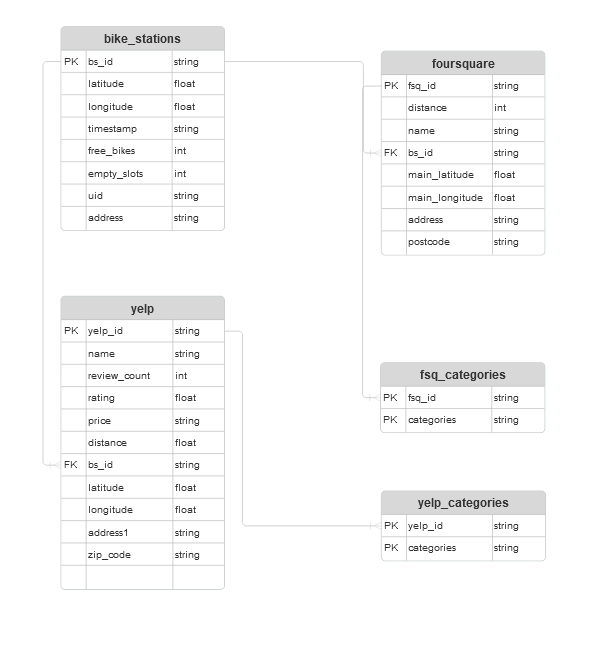 bike_stations
PK bs_id string
latitude float
longitude float
timestamp string
free_bikes int
empty_slots int
uid string
address string
foursquare
PK fsq_id string
distance int
name string
FK bs_id string
main_latitude float
main_longitude float
address string
postcode string
yelp
PK yelp_id string
name string
review_count int
rating float
price string
distance float
FK bs_id string
latitude float
longitude float
address1 string
zip_code string
fsq_categories
PK fsq_id string
PK categories string
yelp_categories
PK yelp_id string
PK categories string